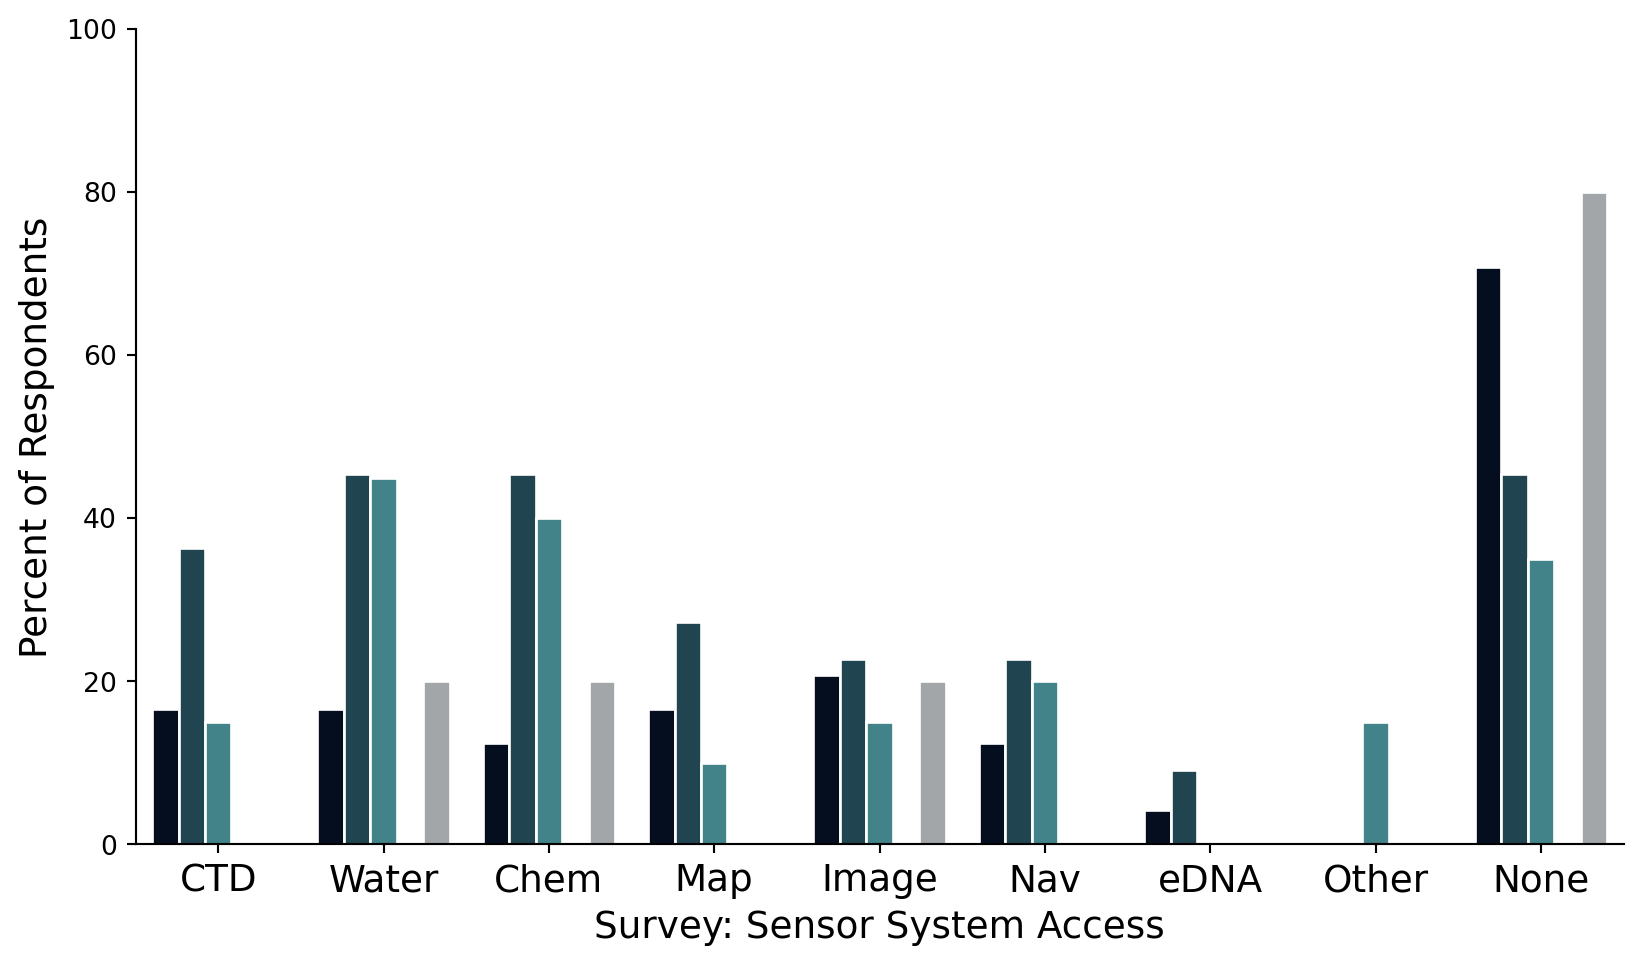 100
80
60
40
20
0
Percent of Respondents
CTD Water Chem Map Image Nav eDNA Other None
Survey: Sensor System Access